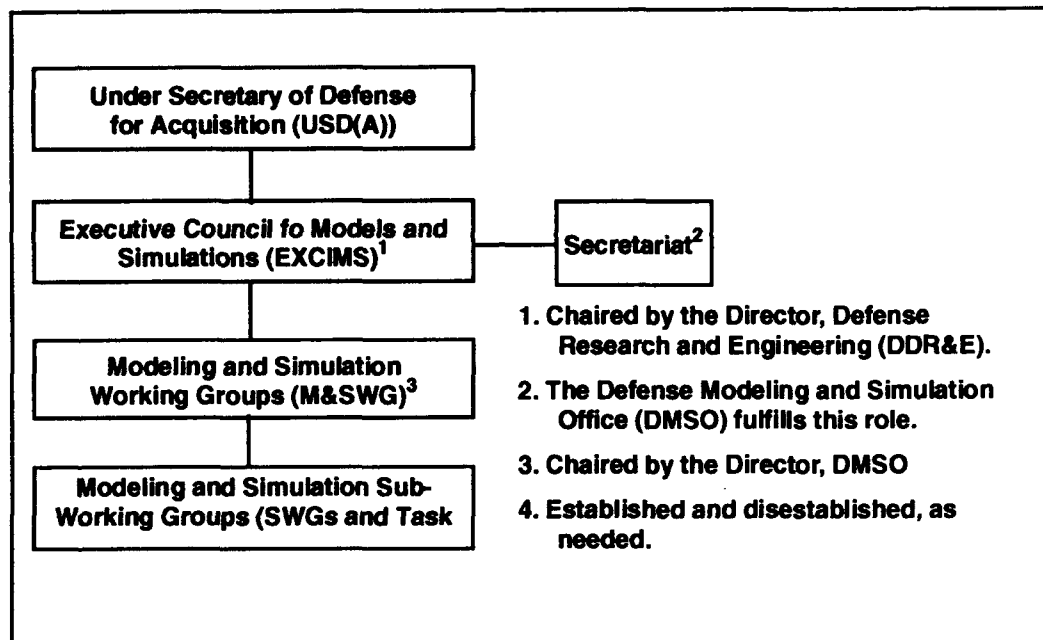 Under Secretary of Defense
for Acquisition (USD(A))
Executive Council fo Models and
Simulations (EXCIMS)1
Secretariat2
Modeling and Simulation
Working Groups (M&SWG)3
Modeling and Simulation Sub-
Working Groups (SWGs and Task
1. Chaired by the Director, Defense
Research and Engineering (DDR&E).
2. The Defense Modeling and Simulation
Office (DMSO) fulfills this role.
3. Chaired by the Director, DMSO
4. Established and disestablished, as
needed.